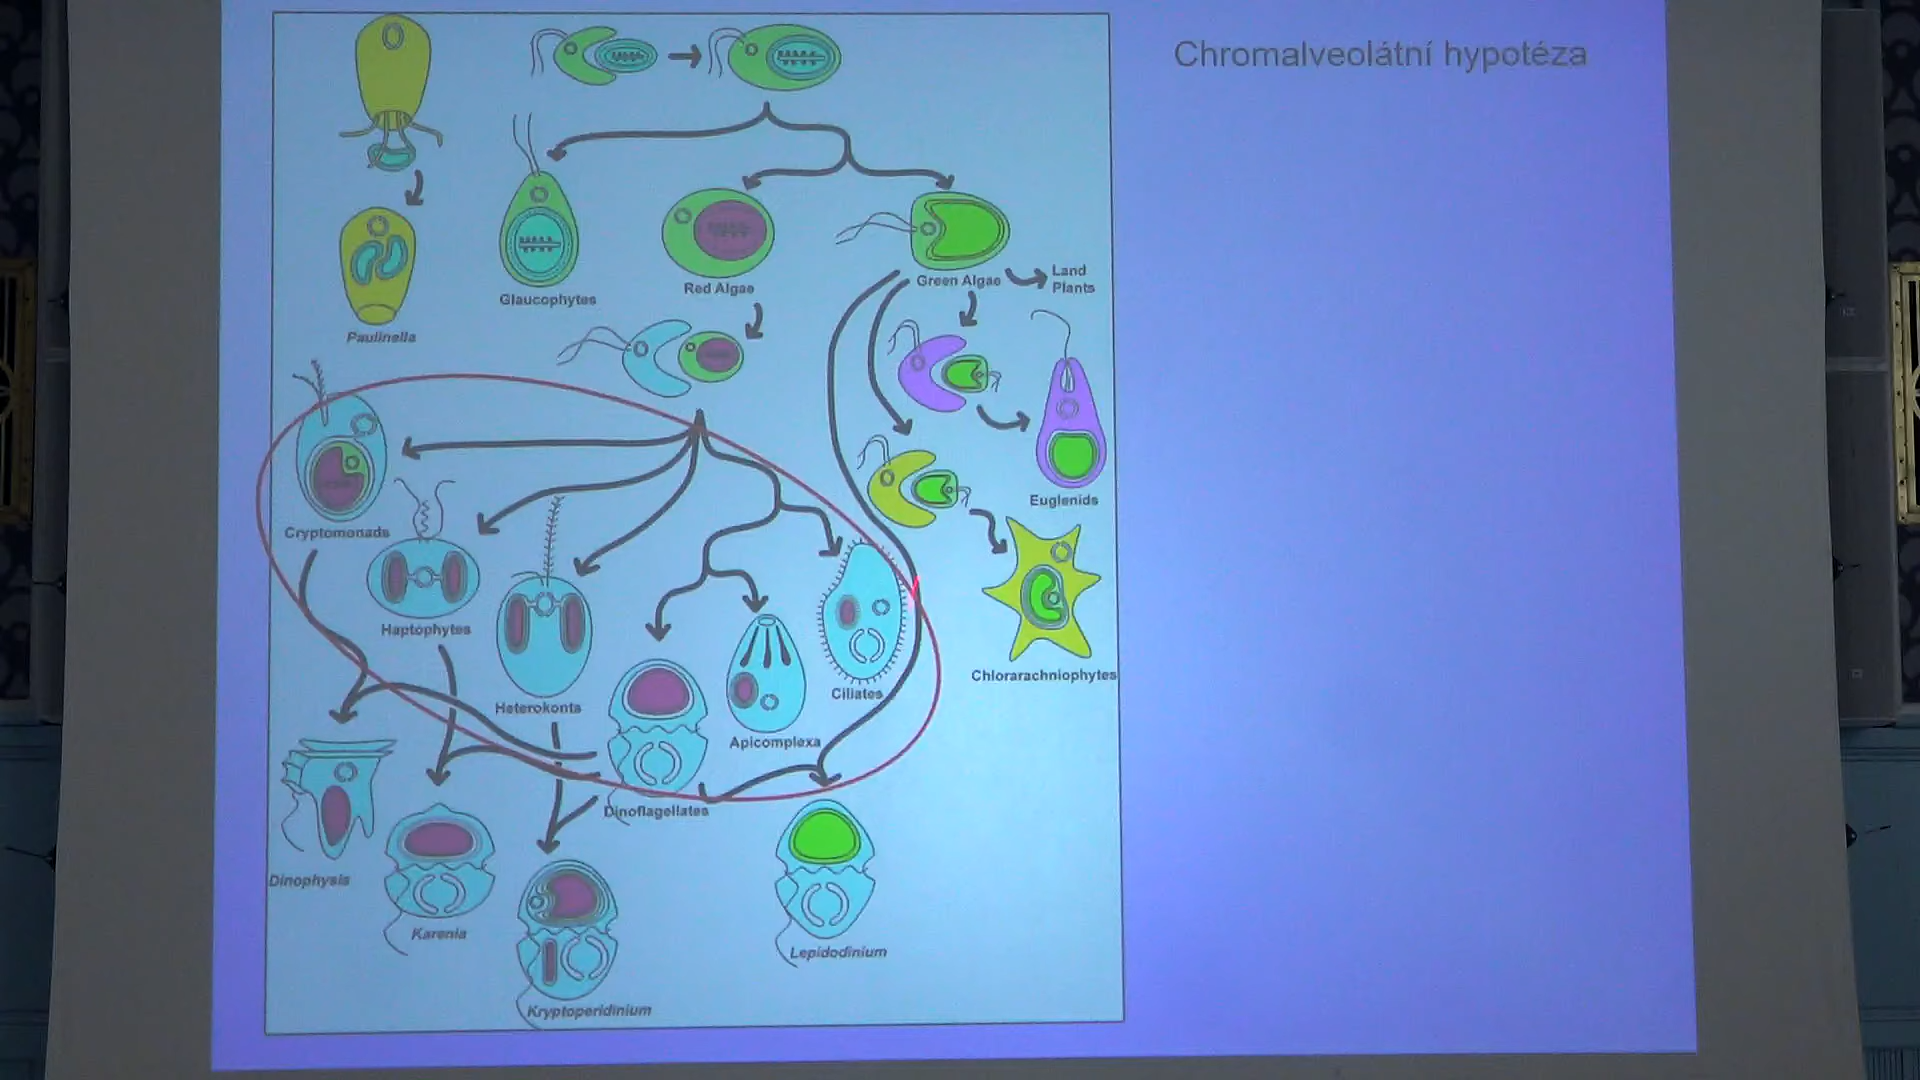 Chromalveolátní hypotéza
Glaucophytes
Red Algae
Green Algae
Land
Plants
Paulinella
Euglenids
Cryptomonads
Haptophytes
Heterokonta
Dinoflagellates
Apicomplexa
Ciliates
Chlorarachniophytes
Dinophysis
Karenia
Kryptoperidinium
Lepidodinium